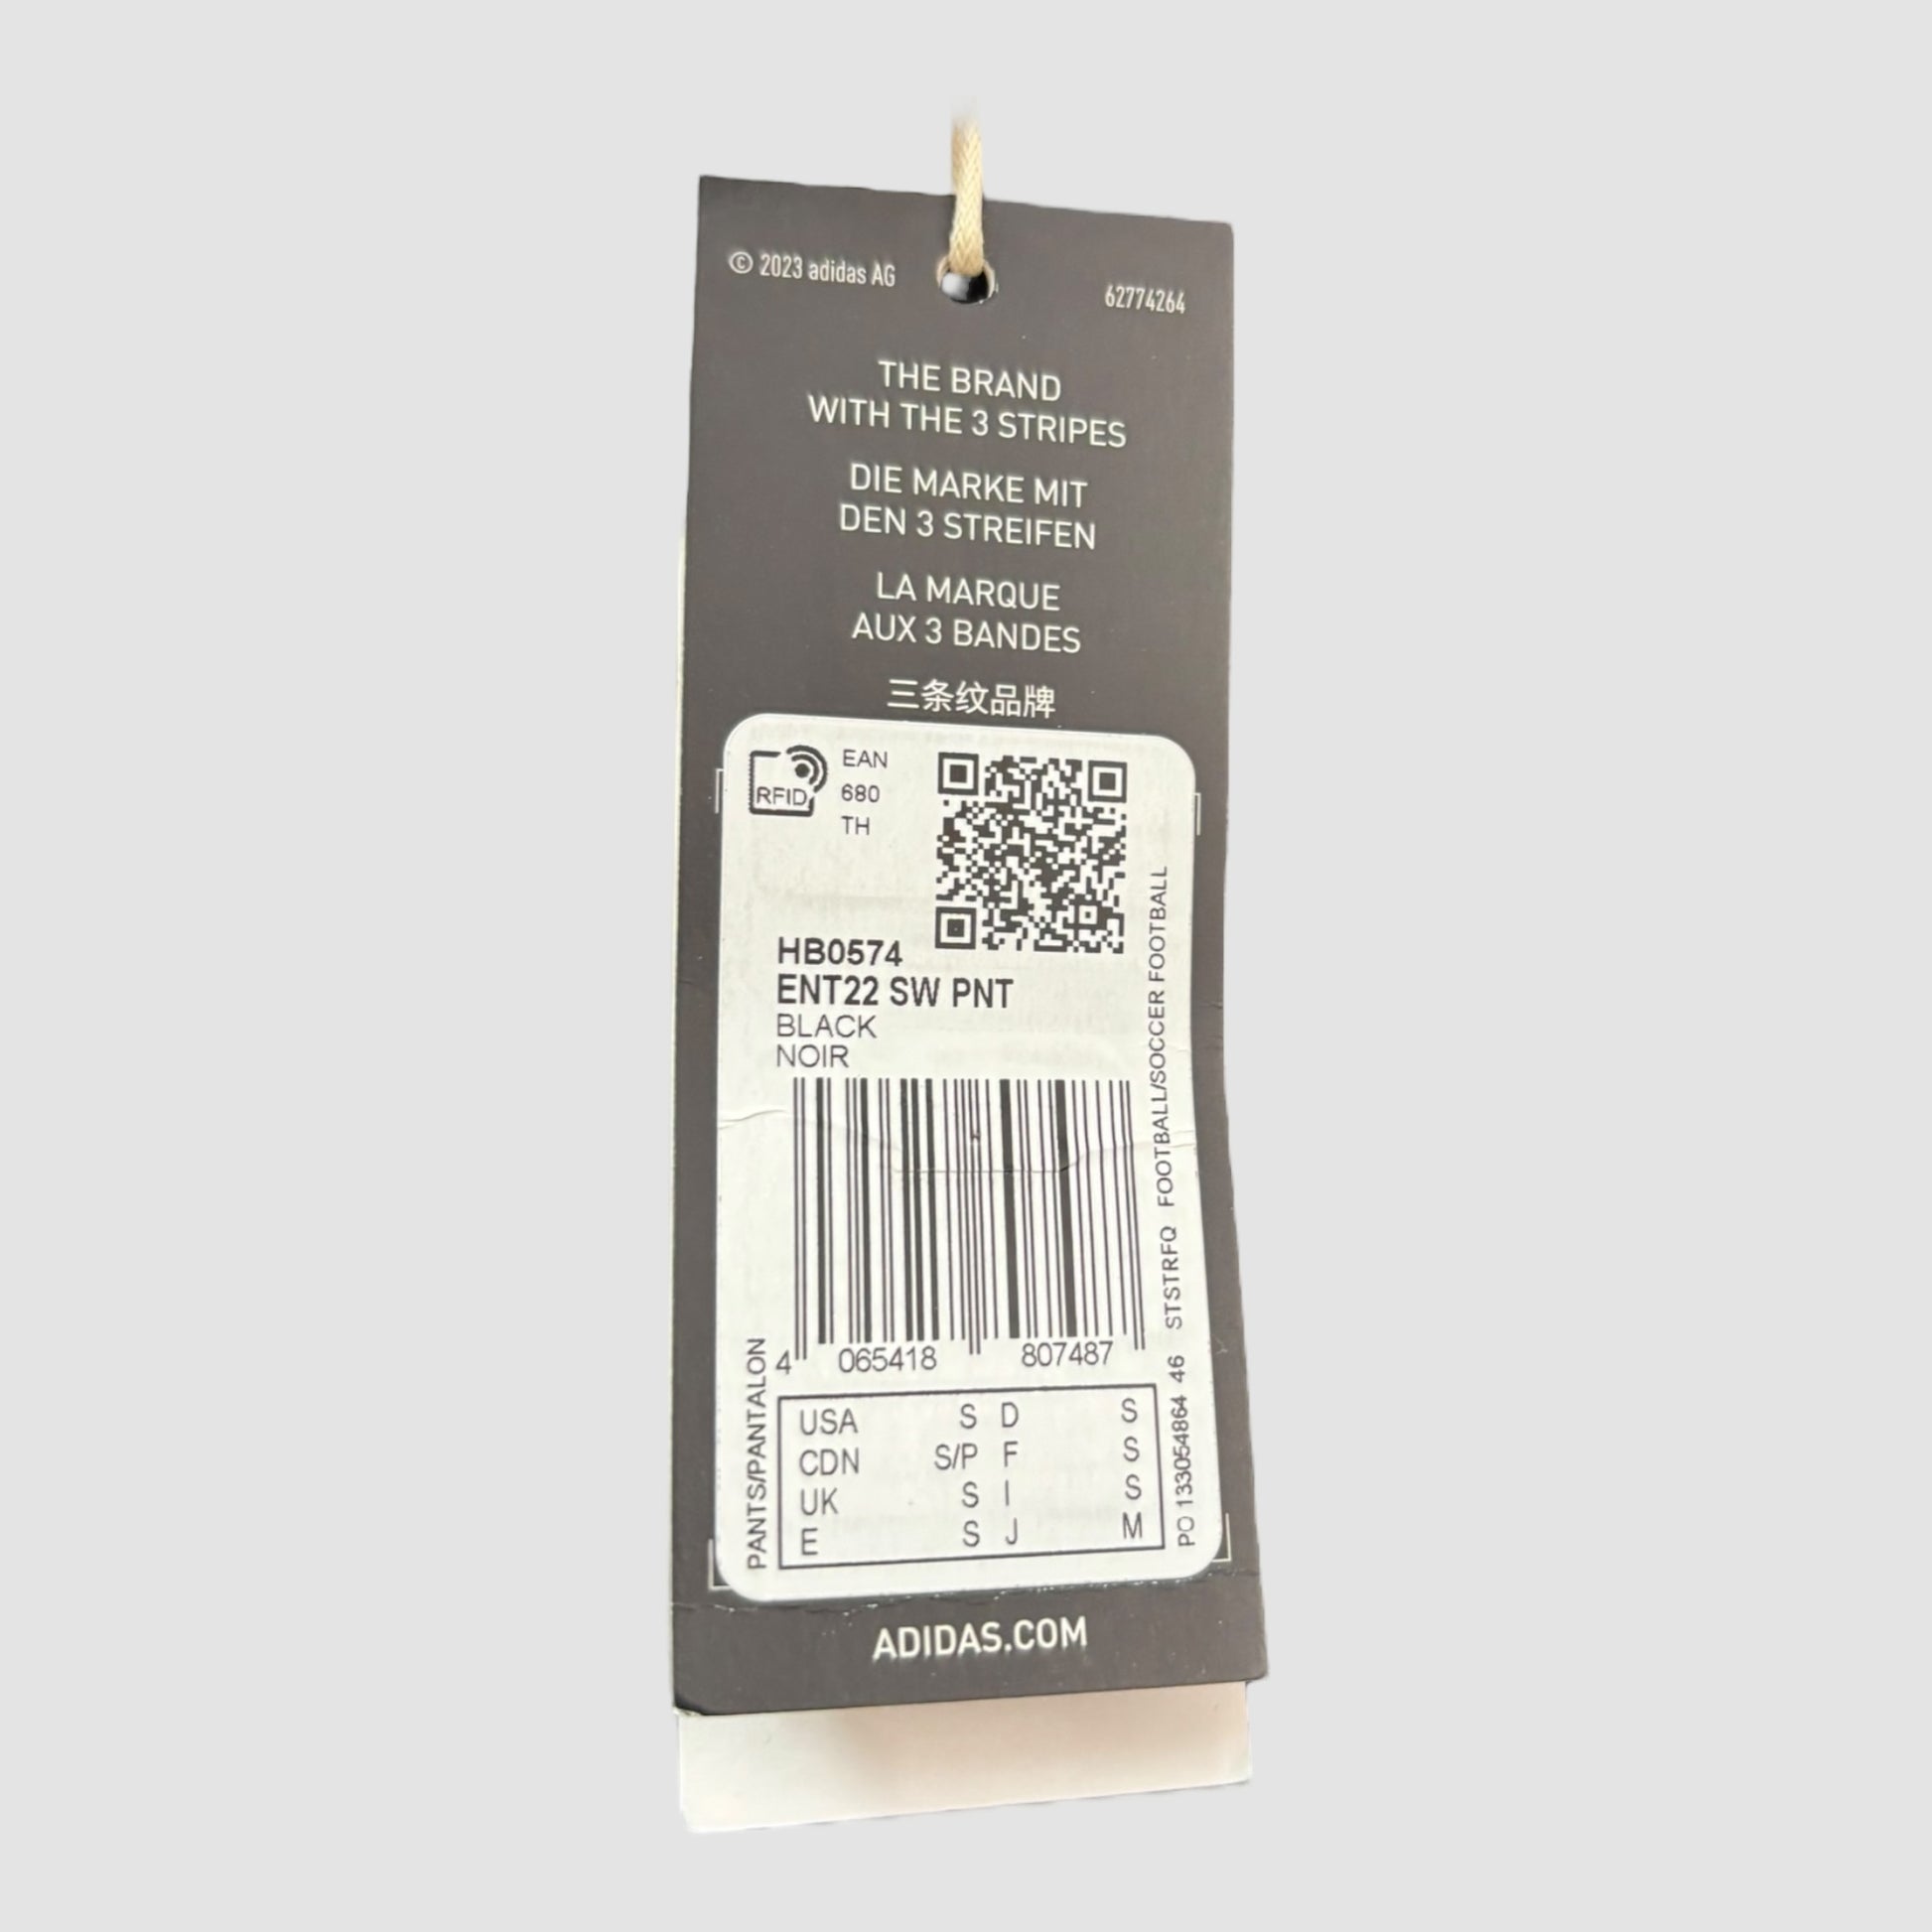 © 2023 adidas AG
62774264
THE BRAND
WITH THE 3 STRIPES
DIE MARKE MIT
DEN 3 STREIFEN
LA MARQUE
AUX 3 BANDES
三条纹品牌
RFID
EAN
680
TH
HB0574
ENT22 SW PNT
BLACK
NOIR
4 065418 807487
PANTS/PANTALON
USA S D S
CDN S/P F S
UK S I S
E S J M
PO 133054864 46 STSTRFQ FOOTBALL/SOCCER FOOTBALL
ADIDAS.COM